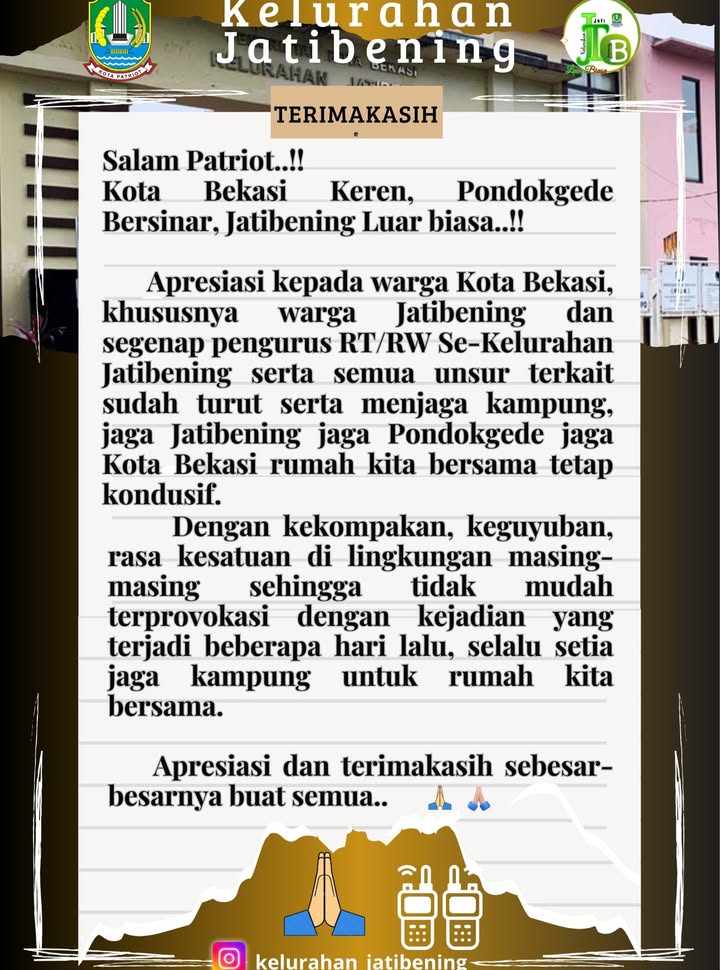 Kelurahan
Jatibening
KOTA PATRIOT
BEKASI
KELURAHAN JATIBENING
Jati
B
TERIMAKASIH
e
Salam Patriot..!!
Kota Bekasi Keren, Pondokgede
Bersinar, Jatibening Luar biasa..!!
Apresiasi kepada warga Kota Bekasi,
khususnya warga Jatibening dan
segenap pengurus RT/RW Se-Kelurahan
Jatibening serta semua unsur terkait
sudah turut serta menjaga kampung,
jaga Jatibening jaga Pondokgede jaga
Kota Bekasi rumah kita bersama tetap
kondusif.
Dengan kekompakan, keguyuban,
rasa kesatuan di lingkungan masing-
masing sehingga tidak mudah
terprovokasi dengan kejadian yang
terjadi beberapa hari lalu, selalu setia
jaga kampung untuk rumah kita
bersama.
Apresiasi dan terimakasih sebesar-
besarnya buat semua.. 🙏🏼 🙏🏼
kelurahan_jatibening